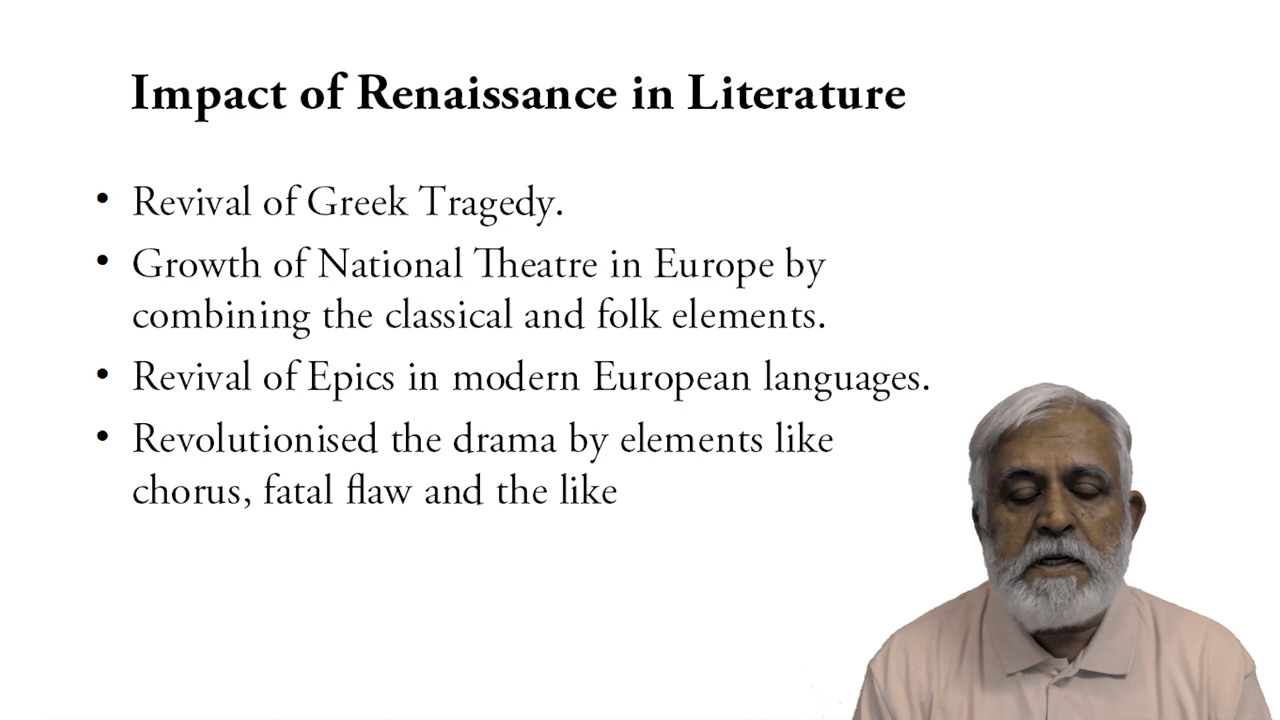 Impact of Renaissance in Literature
• Revival of Greek Tragedy.
• Growth of National Theatre in Europe by
combining the classical and folk elements.
• Revival of Epics in modern European languages.
• Revolutionised the drama by elements like
chorus, fatal flaw and the like